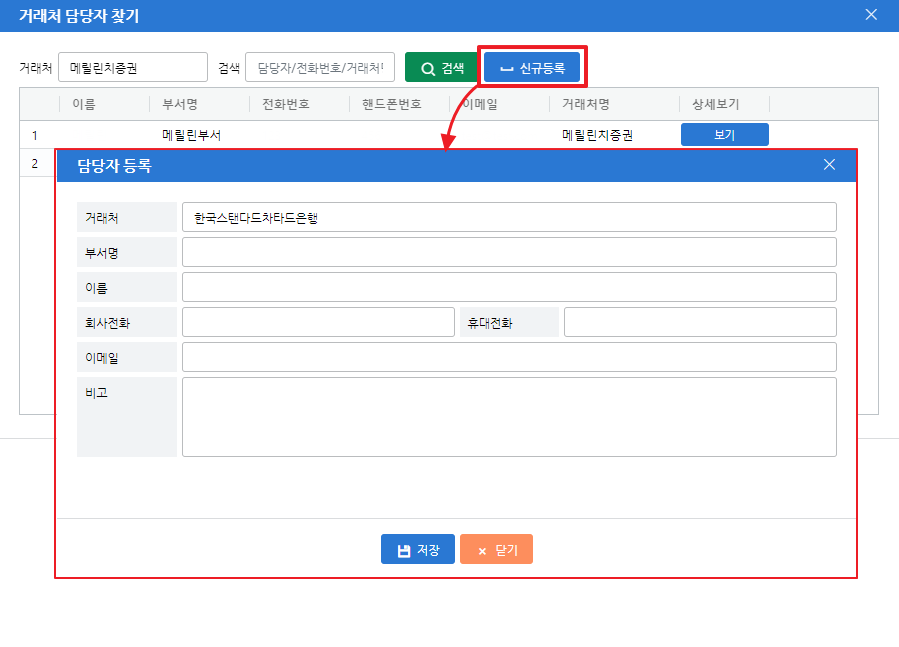 거래처 담당자 찾기
거래처 메릴린치증권 검색 담당자/전화번호/거래처 검색 신규등록
이름 부서명 전화번호 핸드폰번호 이메일 거래처명 상세보기
1 메릴린부서 메릴린치증권 보기
2
담당자 등록
거래처 한국스탠다드차타드은행
부서명
이름
회사전화 휴대전화
이메일
비고
저장 닫기